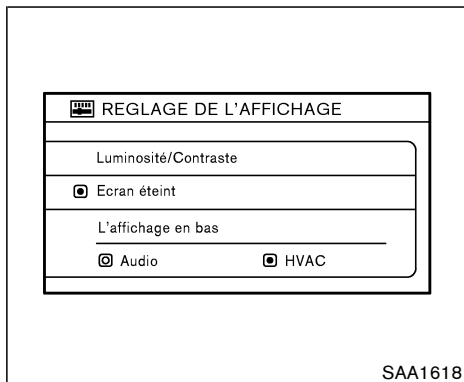 REGLAGE DE L'AFFICHAGE
Luminosité/Contraste
Ecran éteint
L'affichage en bas
Audio HVAC
SAA1618